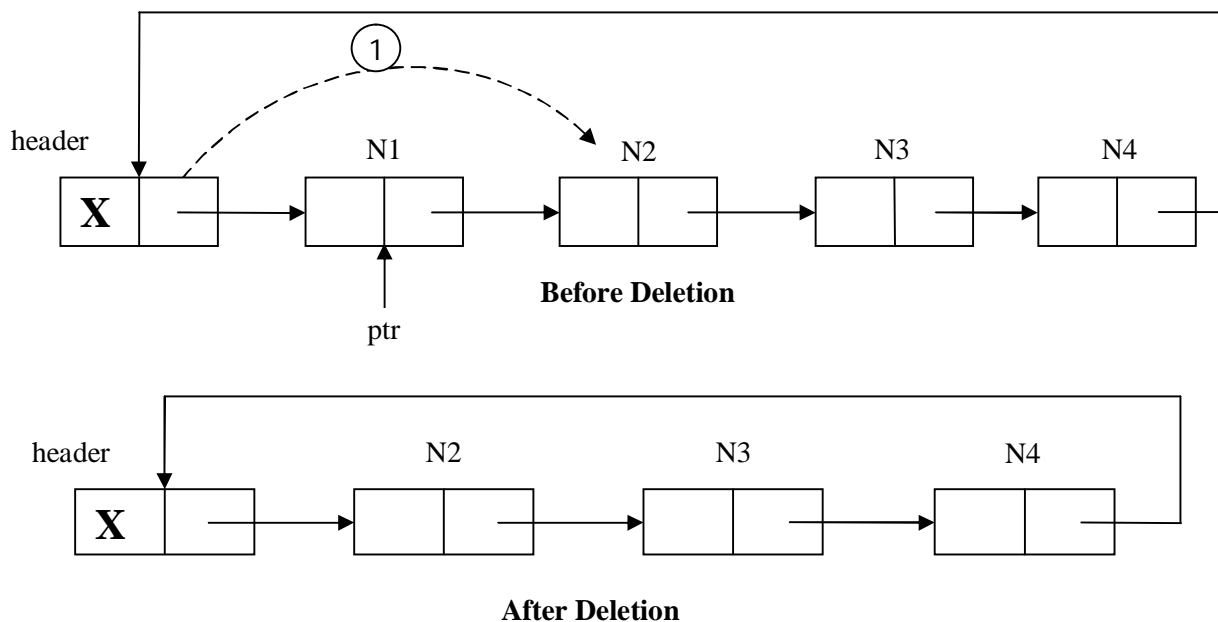 1
header
N1 N2 N3 N4
X
Before Deletion
ptr
header
N2 N3 N4
X
After Deletion